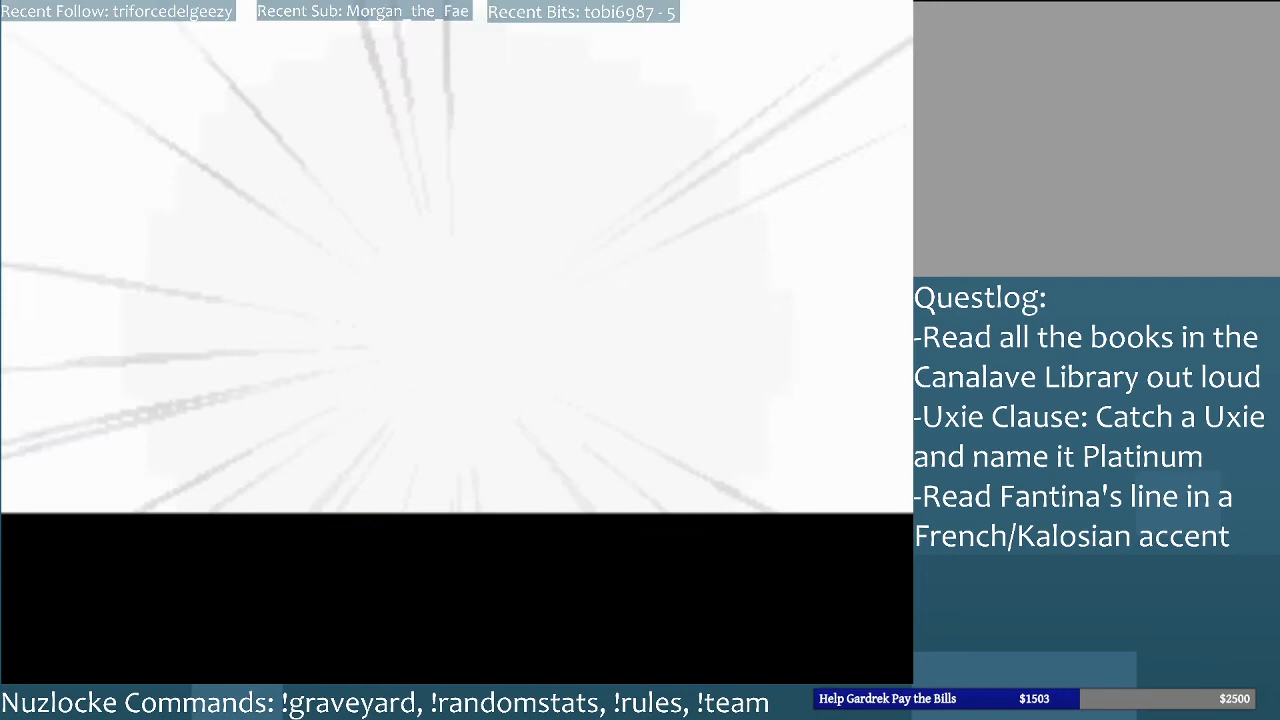 Recent Follow: triforcedelgeezy
Recent Sub: Morgan_the_Fae
Recent Bits: tobi6987 - 5
Questlog:
-Read all the books in the
Canalave Library out loud
-Uxie Clause: Catch a Uxie
and name it Platinum
-Read Fantina's line in a
French/Kalosian accent
Nuzlocke Commands: !graveyard, !randomstats, !rules, !team
Help Gardrek Pay the Bills $1503 $2500